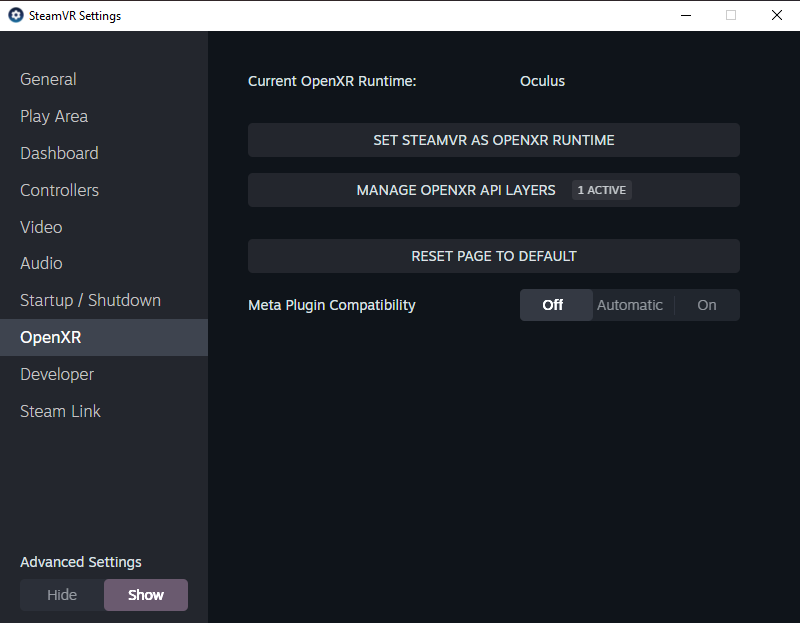 SteamVR Settings
General
Play Area
Dashboard
Controllers
Video
Audio
Startup / Shutdown
OpenXR
Developer
Steam Link
Advanced Settings
Hide Show
Current OpenXR Runtime: Oculus
SET STEAMVR AS OPENXR RUNTIME
MANAGE OPENXR API LAYERS 1 ACTIVE
RESET PAGE TO DEFAULT
Meta Plugin Compatibility Off Automatic On